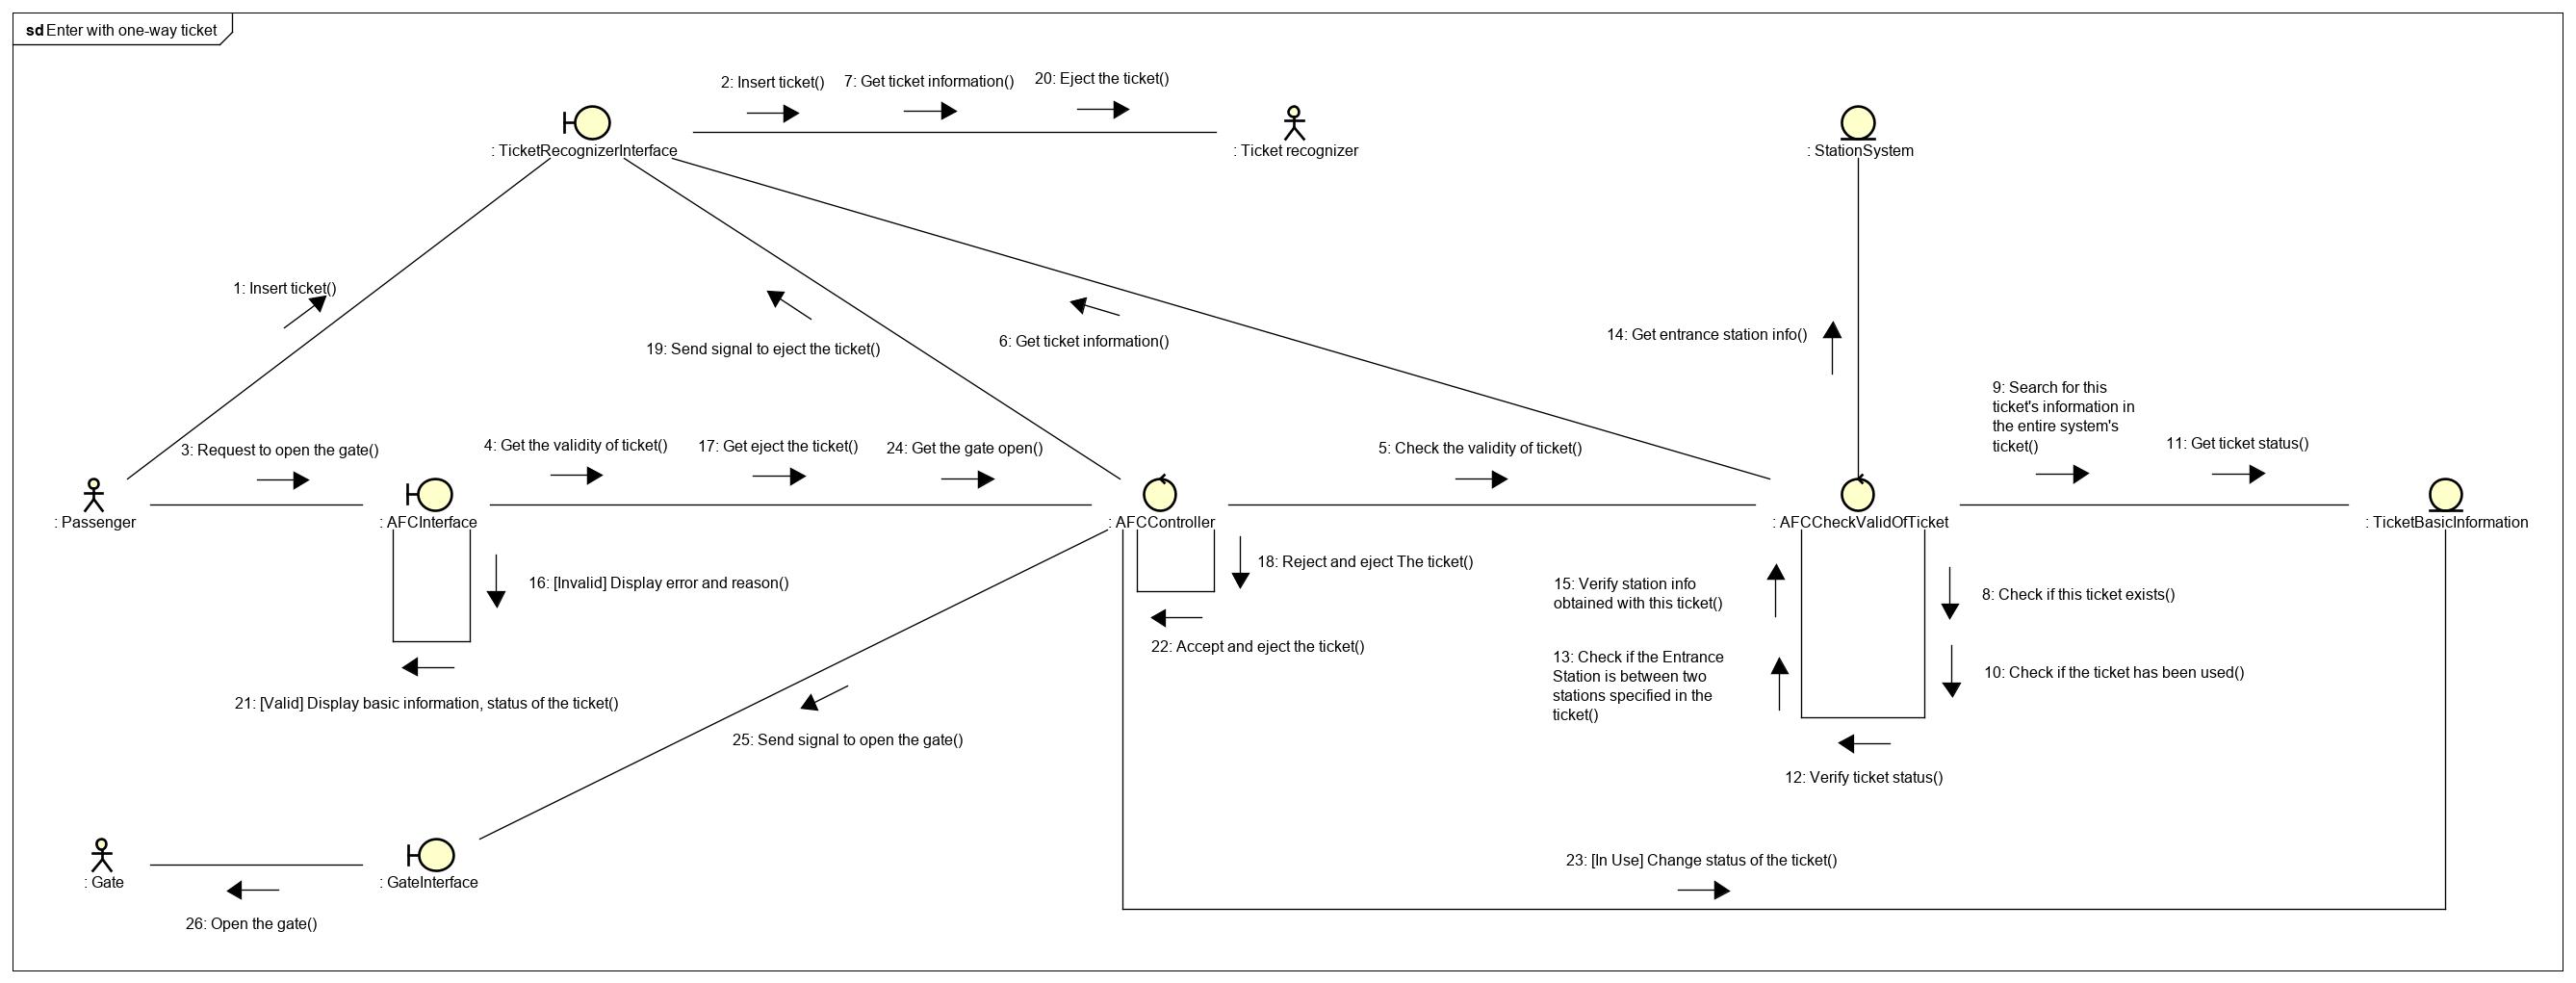 sd Enter with one-way ticket
2: Insert ticket()
7: Get ticket information()
20: Eject the ticket()
: TicketRecognizerInterface
: Ticket recognizer
: StationSystem
1: Insert ticket()
19: Send signal to eject the ticket()
6: Get ticket information()
14: Get entrance station info()
9: Search for this
ticket's information in
the entire system's
ticket()
3: Request to open the gate()
4: Get the validity of ticket()
17: Get eject the ticket()
24: Get the gate open()
5: Check the validity of ticket()
11: Get ticket status()
: Passenger
: AFCInterface
: AFCController
: AFCCheckValidOfTicket
: TicketBasicInformation
16: [Invalid] Display error and reason()
18: Reject and eject The ticket()
15: Verify station info
obtained with this ticket()
8: Check if this ticket exists()
22: Accept and eject the ticket()
13: Check if the Entrance
Station is between two
stations specified in the
ticket()
10: Check if the ticket has been used()
21: [Valid] Display basic information, status of the ticket()
25: Send signal to open the gate()
12: Verify ticket status()
23: [In Use] Change status of the ticket()
: Gate
: GateInterface
26: Open the gate()